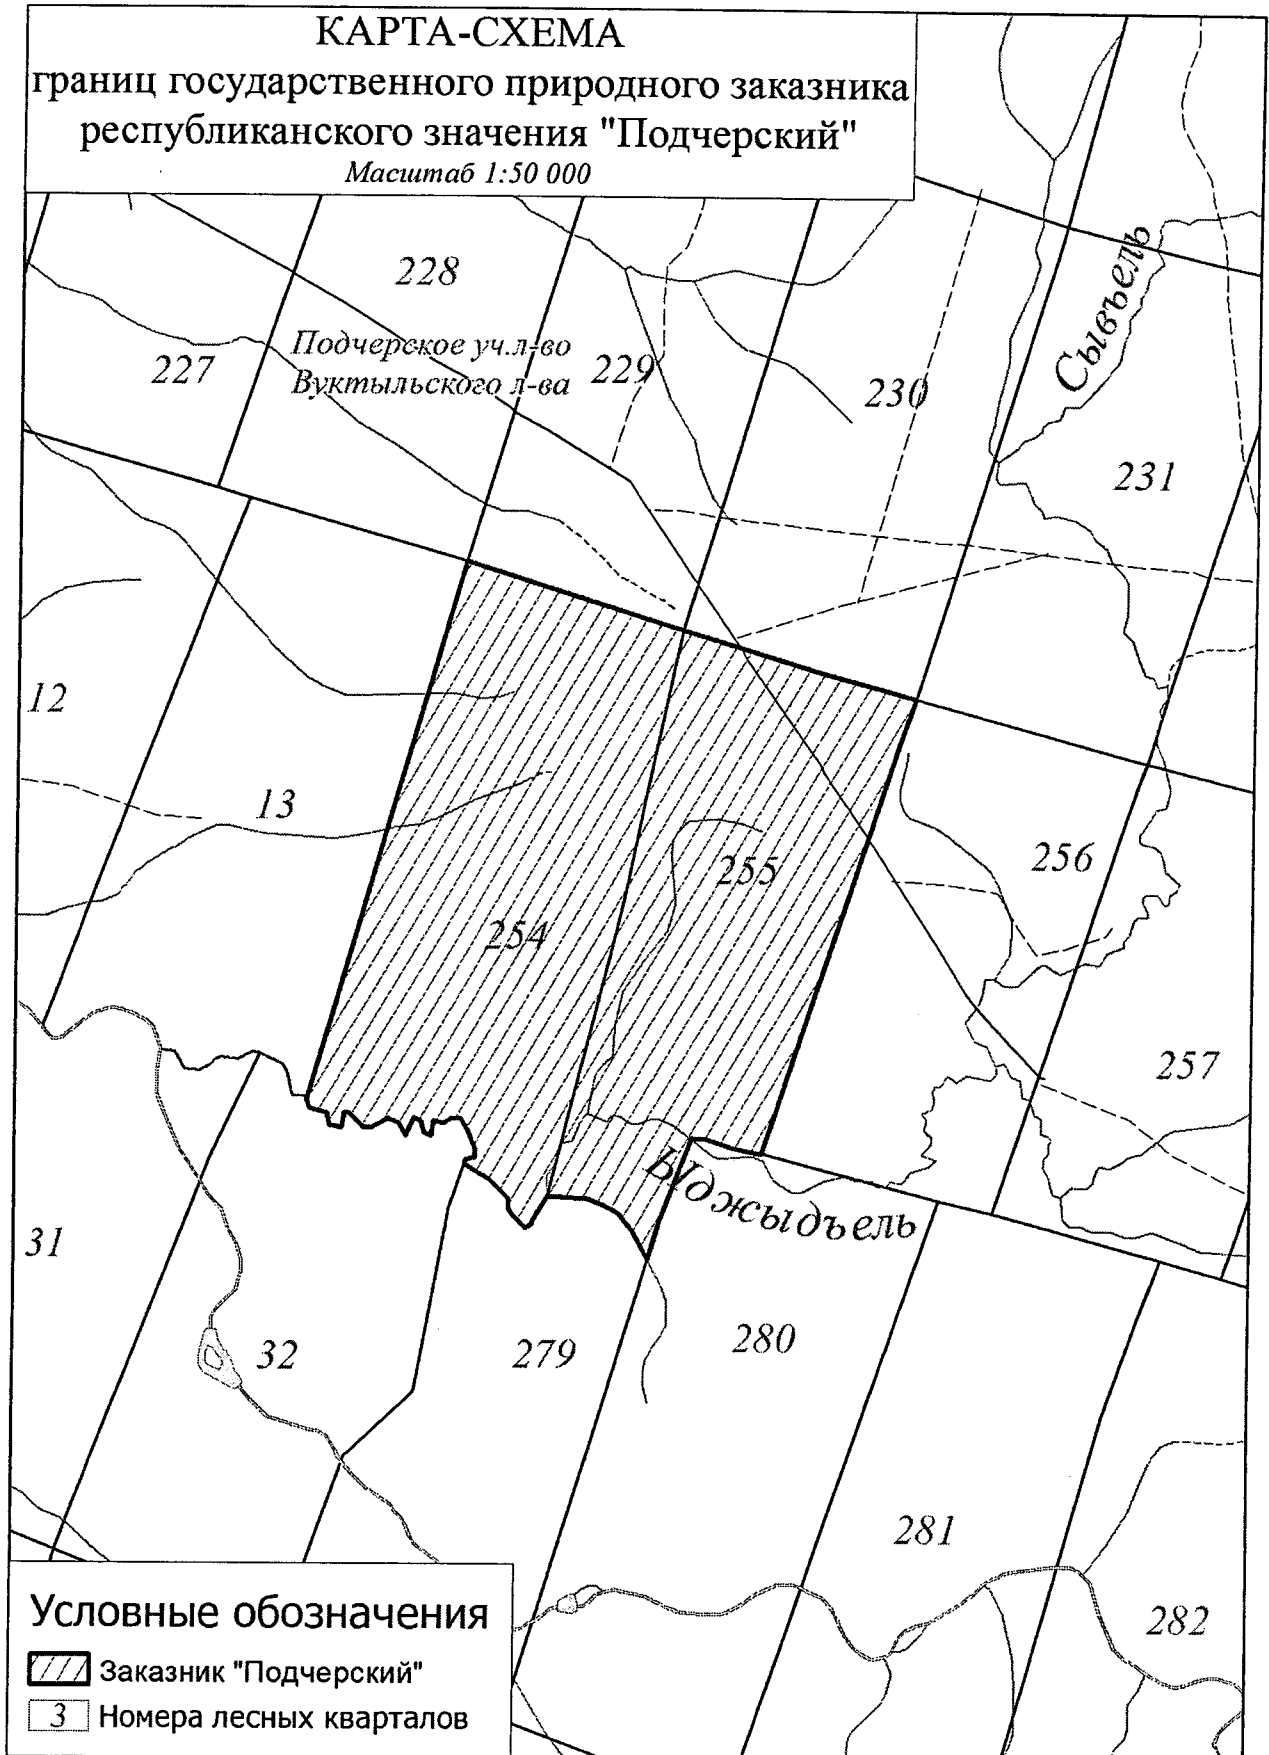 КАРТА-СХЕМА
границ государственного природного заказника
республиканского значения "Подчерский"
Масштаб 1:50 000
228
Подчерское уч.л-во
Вуктыльского л-ва
227
229
230
Сывъель
231
12
13
254
255
256
257
Ыджыдъель
31
32
279
280
281
282
Условные обозначения
Заказник "Подчерский"
3 Номера лесных кварталов